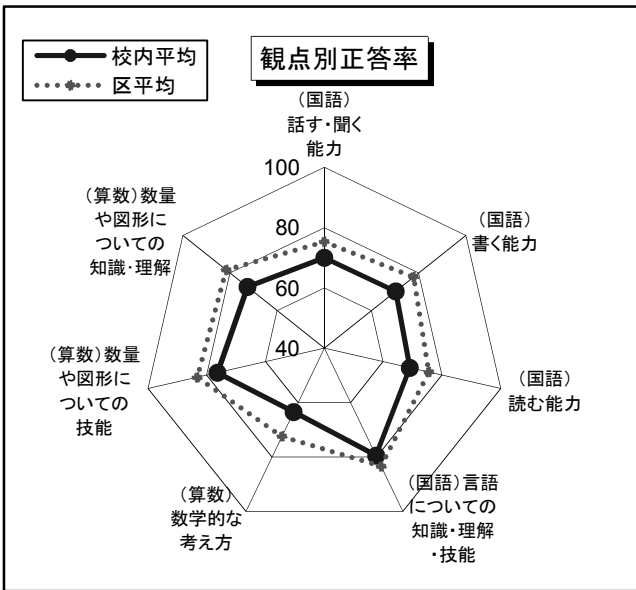 観点別正答率
校内平均
区平均
（国語）
話す・聞く
能力
100
80
60
40
（国語）
書く能力
（国語）
読む能力
（国語）言語
についての
知識・理解
・技能
（算数）
数学的な
考え方
（算数）数量
や図形に
ついての
技能
（算数）数量
や図形に
ついての
知識・理解